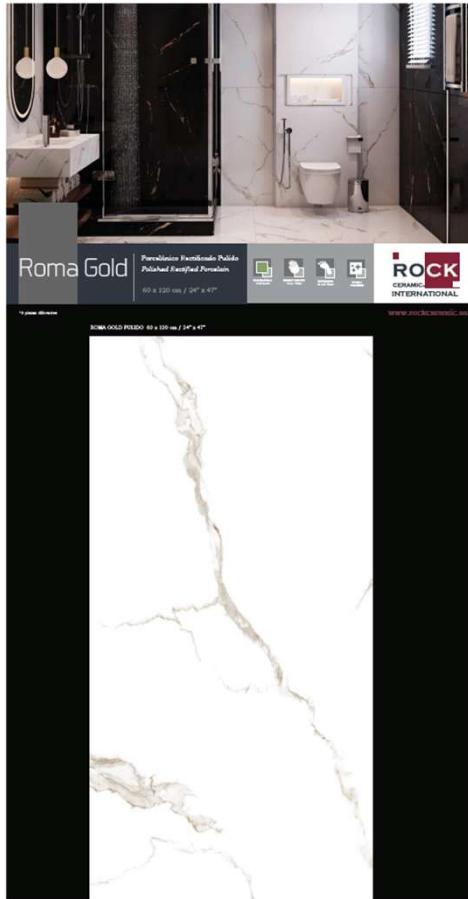 Roma Gold
Porcelánico Rectificado Pulido
Polished Rectified Porcelain
60 x 120 cm / 24" x 47"
ROCK
CERAMIC
INTERNATIONAL
www.rockceramic.es
ROMA GOLD PULIDO 60 x 120 cm / 24" x 47"